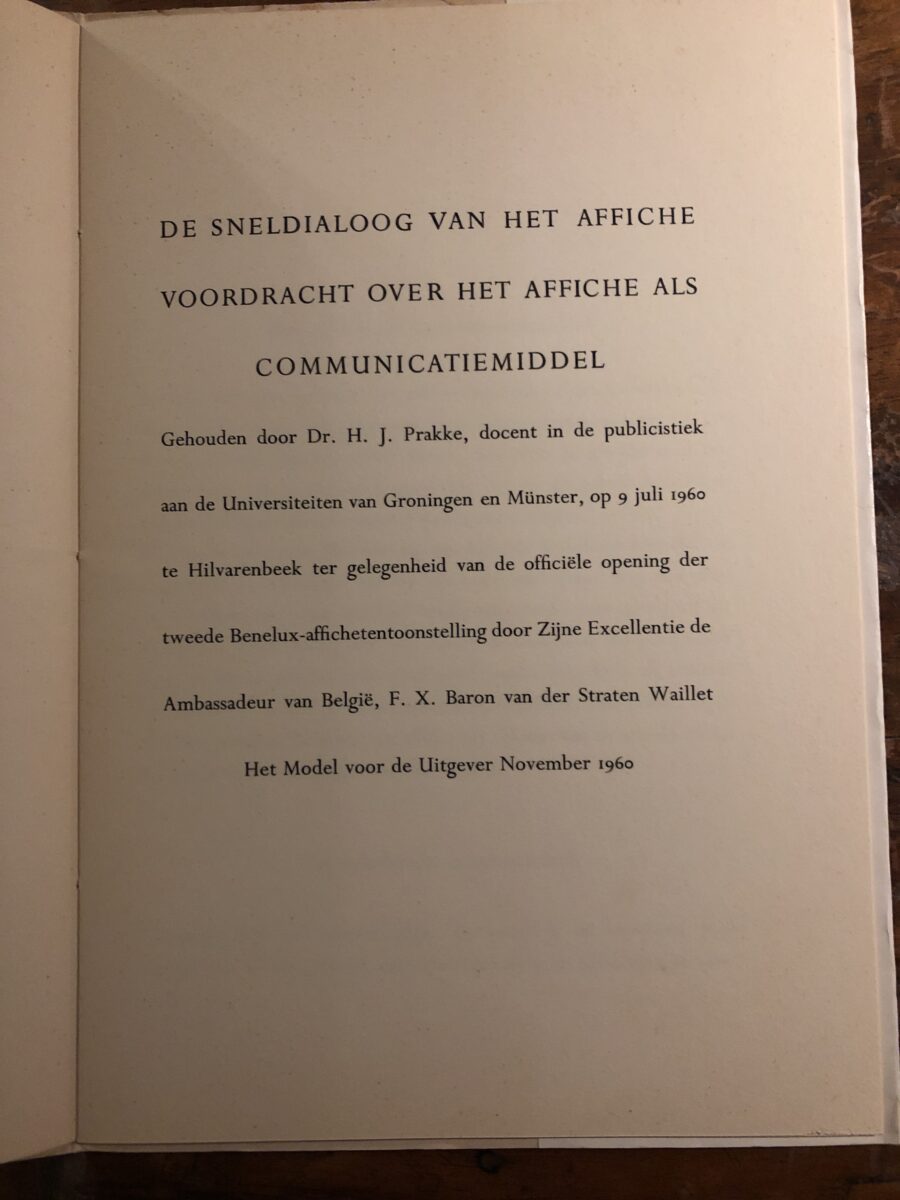 DE SNELDIALOOG VAN HET AFFICHE
VOORDRACHT OVER HET AFFICHE ALS
COMMUNICATIEMIDDEL
Gehouden door Dr. H. J. Prakke, docent in de publicistiek
aan de Universiteiten van Groningen en Münster, op 9 juli 1960
te Hilvarenbeek ter gelegenheid van de officiële opening der
tweede Benelux-affichetentoonstelling door Zijne Excellentie de
Ambassadeur van België, F. X. Baron van der Straten Waillet
Het Model voor de Uitgever November 1960